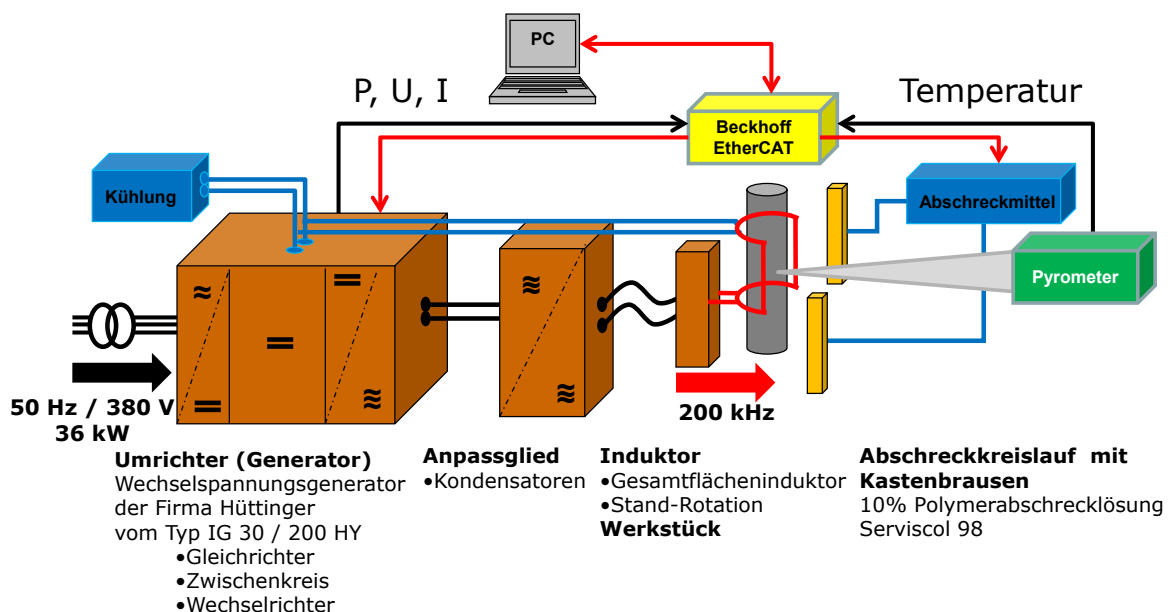 PC
P, U, I
Temperatur
Beckhoff
EtherCAT
Kühlung
Abschreckmittel
Pyrometer
50 Hz / 380 V
36 kW
200 kHz
Umrichter (Generator)
Wechselspannungsgenerator
der Firma Hüttinger
vom Typ IG 30 / 200 HY
•Gleichrichter
•Zwischenkreis
•Wechselrichter
Anpassglied
•Kondensatoren
Induktor
•Gesamtflächeninduktor
•Stand-Rotation
Werkstück
Abschreckkreislauf mit
Kastenbrausen
10% Polymerabschrecklösung
Serviscol 98